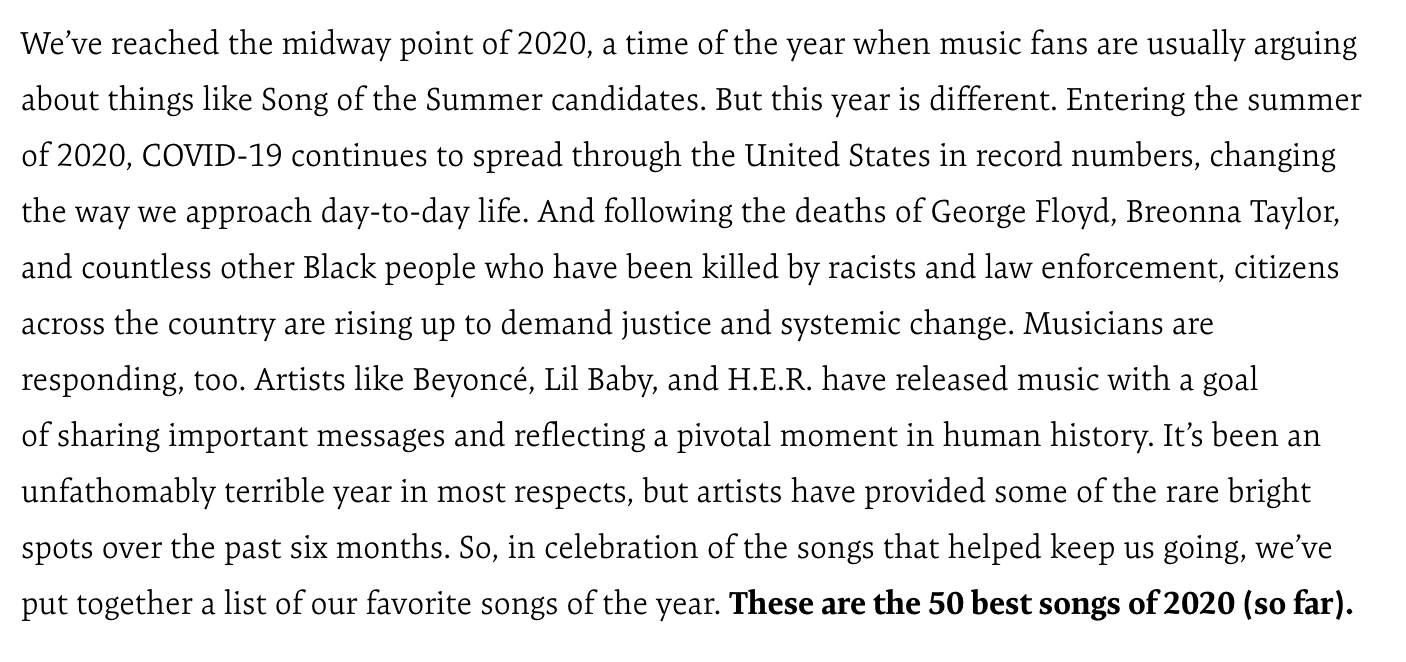 We’ve reached the midway point of 2020, a time of the year when music fans are usually arguing
about things like Song of the Summer candidates. But this year is different. Entering the summer
of 2020, COVID-19 continues to spread through the United States in record numbers, changing
the way we approach day-to-day life. And following the deaths of George Floyd, Breonna Taylor,
and countless other Black people who have been killed by racists and law enforcement, citizens
across the country are rising up to demand justice and systemic change. Musicians are
responding, too. Artists like Beyoncé, Lil Baby, and H.E.R. have released music with a goal
of sharing important messages and reflecting a pivotal moment in human history. It’s been an
unfathomably terrible year in most respects, but artists have provided some of the rare bright
spots over the past six months. So, in celebration of the songs that helped keep us going, we’ve
put together a list of our favorite songs of the year. These are the 50 best songs of 2020 (so far).